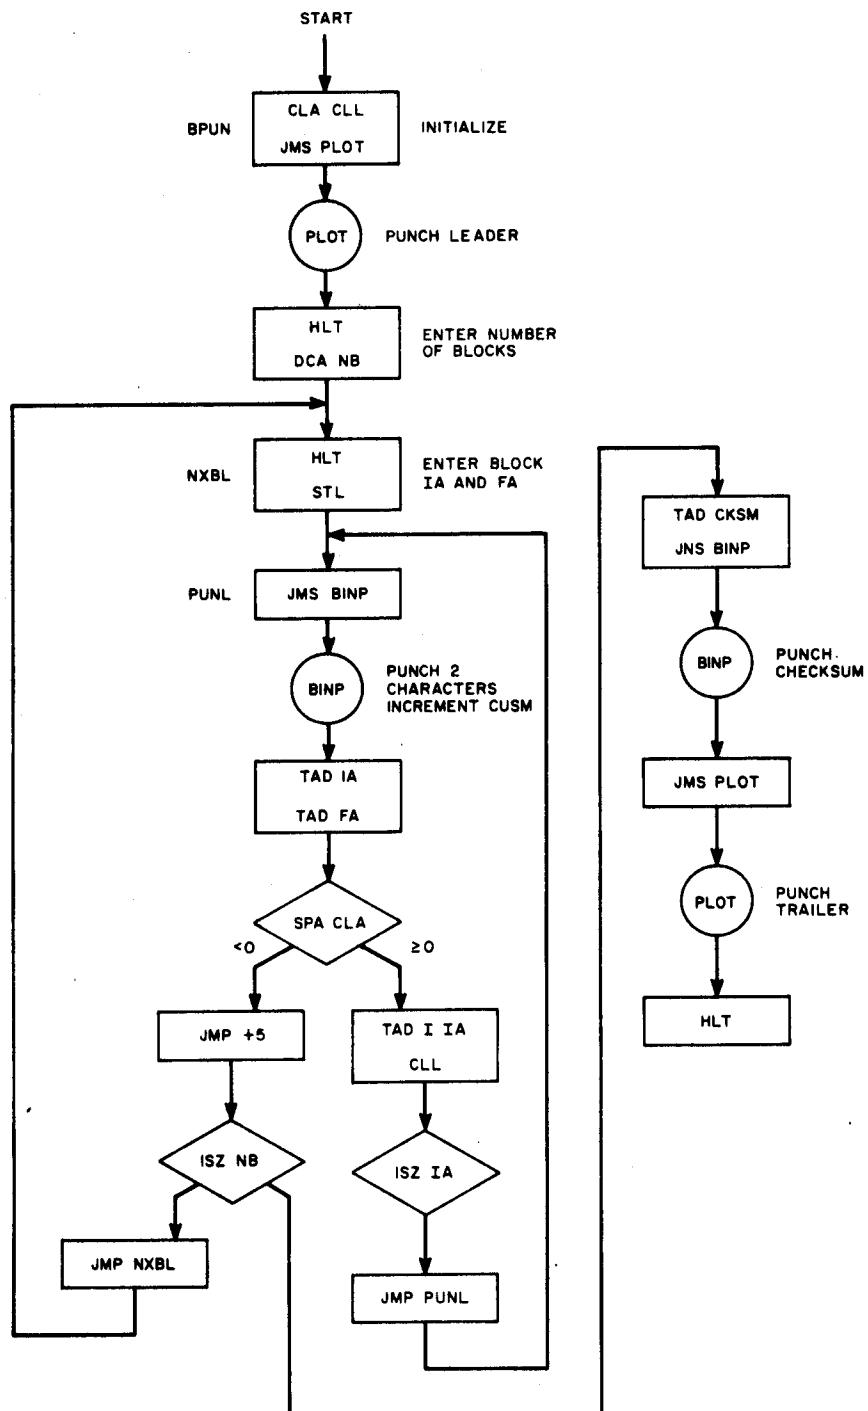 START
BPUN
CLA CLL
JMS PLOT
INITIALIZE
PLOT
PUNCH LEADER
HLT
DCA NB
ENTER NUMBER
OF BLOCKS
NXBL
HLT
STL
ENTER BLOCK
IA AND FA
PUNL
JMS BINP
BINP
PUNCH 2
CHARACTERS
INCREMENT CUSM
TAD IA
TAD FA
SPA CLA
<0
≥0
JMP +5
TAD I IA
CLL
ISZ NB
ISZ IA
JMP NXBL
JMP PUNL
TAD CKSM
JNS BINP
BINP
PUNCH
CHECKSUM
JMS PLOT
PLOT
PUNCH
TRAILER
HLT